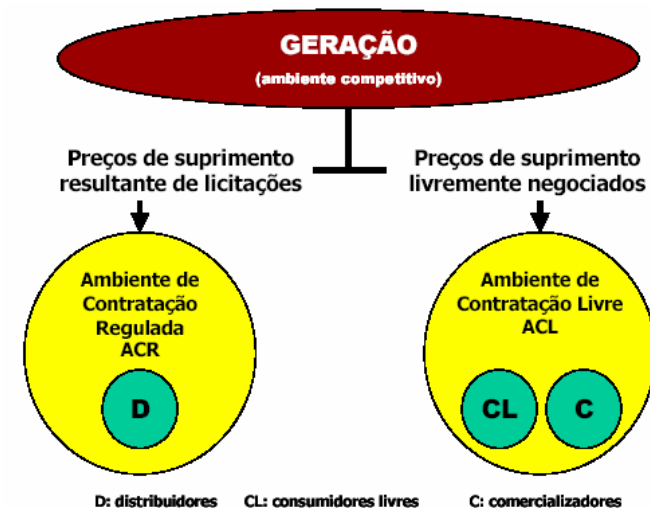 GERAÇÃO
(ambiente competitivo)
Preços de suprimento
resultante de licitações
Preços de suprimento
livremente negociados
Ambiente de
Contratação
Regulada
ACR
D
Ambiente de
Contratação Livre
ACL
CL
C
D: distribuidores
CL: consumidores livres
C: comercializadores